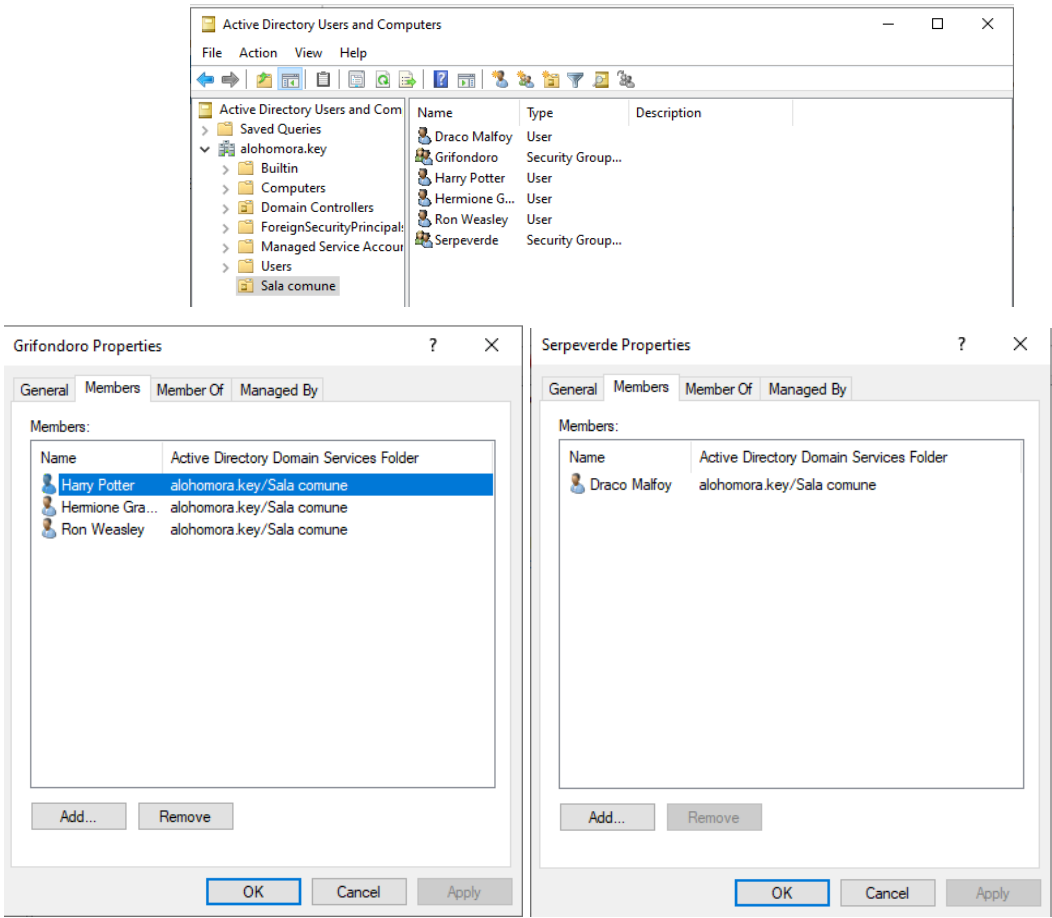 Active Directory Users and Computers
File Action View Help
Active Directory Users and Com
Saved Queries
alohomora.key
Builtin
Computers
Domain Controllers
ForeignSecurityPrincipals
Managed Service Accour
Users
Sala comune
Name Type Description
Draco Malfoy User
Grifondoro Security Group...
Harry Potter User
Hermione G... User
Ron Weasley User
Serpeverde Security Group...
Grifondoro Properties ?
General Members Member Of Managed By
Members:
Name Active Directory Domain Services Folder
Harry Potter alohomora.key/Sala comune
Hermione Gra... alohomora.key/Sala comune
Ron Weasley alohomora.key/Sala comune
Add... Remove
OK Cancel Apply
Serpeverde Properties ?
General Members Member Of Managed By
Members:
Name Active Directory Domain Services Folder
Draco Malfoy alohomora.key/Sala comune
Add... Remove
OK Cancel Apply